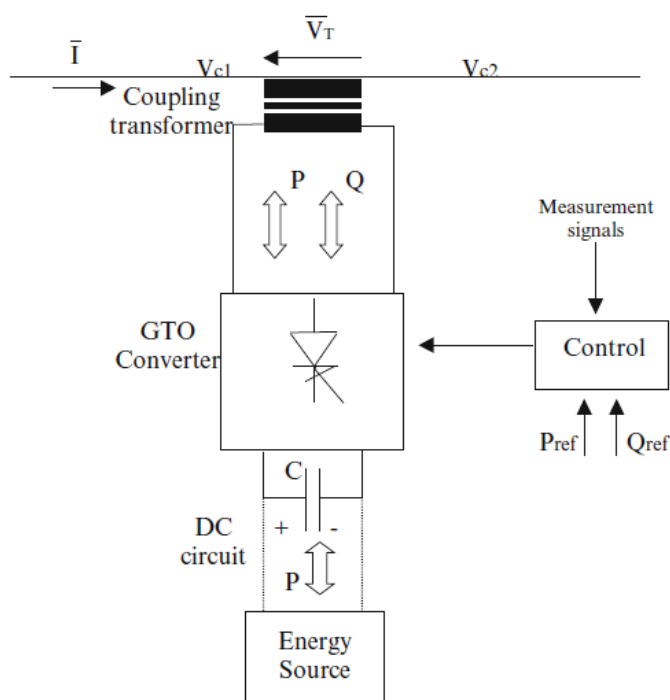 V̅T
I̅
Vc1
Vc2
Coupling
transformer
P
Q
Measurement
signals
GTO
Converter
Control
Pref
Qref
C
+ -
DC
circuit
P
Energy
Source